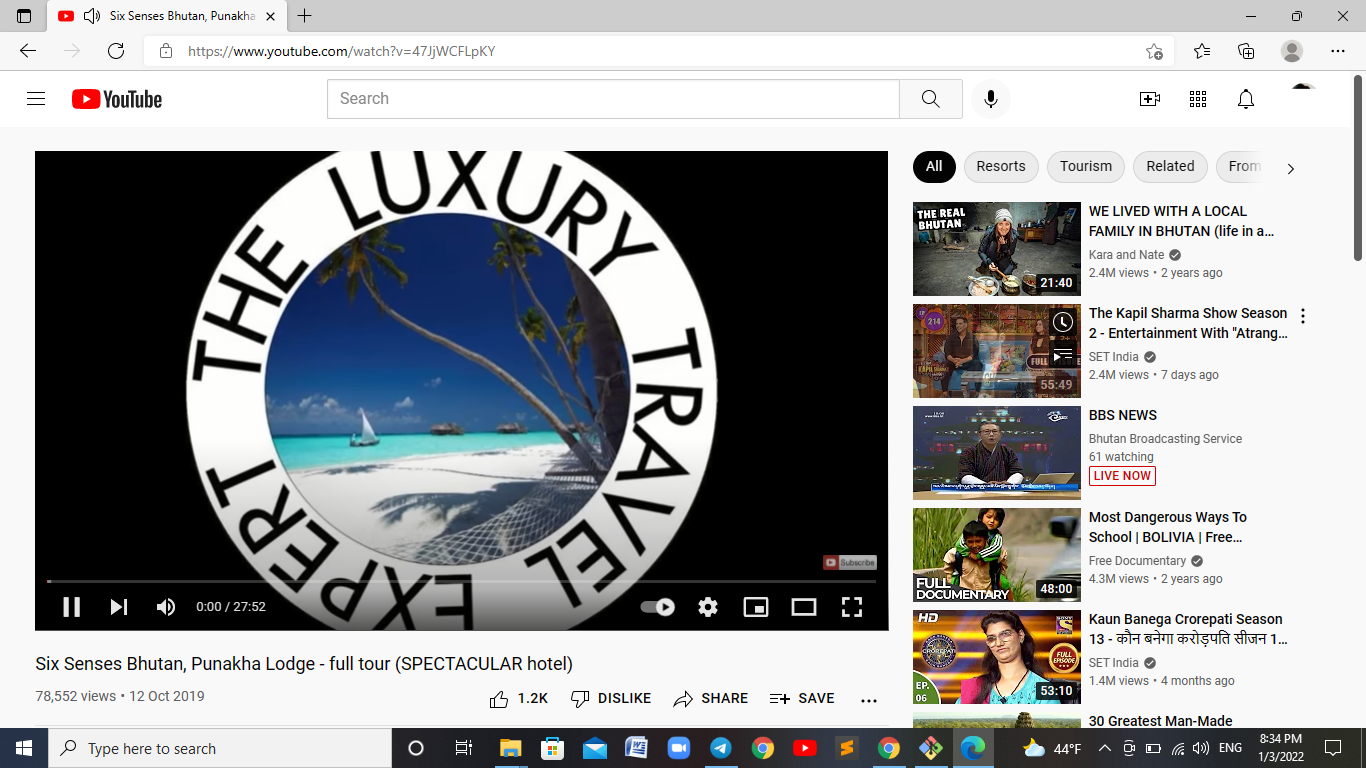 Six Senses Bhutan, Punakha
https://www.youtube.com/watch?v=47JjWCFLpKY
YouTube
Search
THE LUXURY TRAVEL EXPERT
Subscribe
0:00 / 27:52
Six Senses Bhutan, Punakha Lodge - full tour (SPECTACULAR hotel)
78,552 views • 12 Oct 2019
1.2K DISLIKE SHARE SAVE
All Resorts Tourism Related From
THE REAL
BHUTAN
21:40
WE LIVED WITH A LOCAL
FAMILY IN BHUTAN (life in a...
Kara and Nate
2.4M views • 2 years ago
EP
214
KAPIL
FULL
55:49
The Kapil Sharma Show Season
2 - Entertainment With "Atrang...
SET India
2.4M views • 7 days ago
BBS NEWS
Bhutan Broadcasting Service
61 watching
LIVE NOW
FULL
DOCUMENTARY
48:00
Most Dangerous Ways To
School | BOLIVIA | Free...
Free Documentary
4.3M views • 2 years ago
HD
CROREPATI
FULL
EPISODE
EP.
06
53:10
Kaun Banega Crorepati Season
13 - कौन बनेगा करोड़पति सीजन 1...
SET India
1.4M views • 4 months ago
30 Greatest Man-Made
Type here to search
44°F
ENG
8:34 PM
1/3/2022